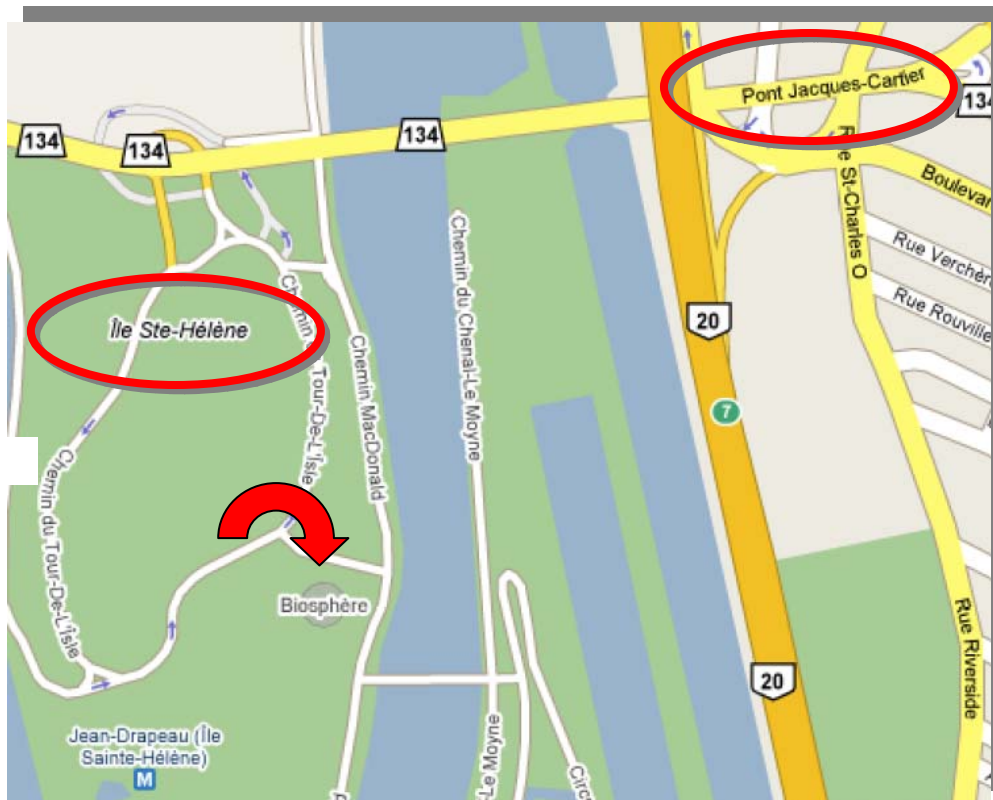 Pont Jacques-Cartier
134
134
134
134
Rue St-Charles O
Boulevar
Rue Verchère
Rue Rouville
Île Ste-Hélène
Chemin du Tour-De-L'Isle
Chemin MacDonald
Chemin du Chenal-Le Moyne
20
7
Chemin du Tour-De-L'Isle
Biosphère
Rue Riverside
20
Jean-Drapeau (Île
Sainte-Hélène)
M
-Le Moyne
Circ